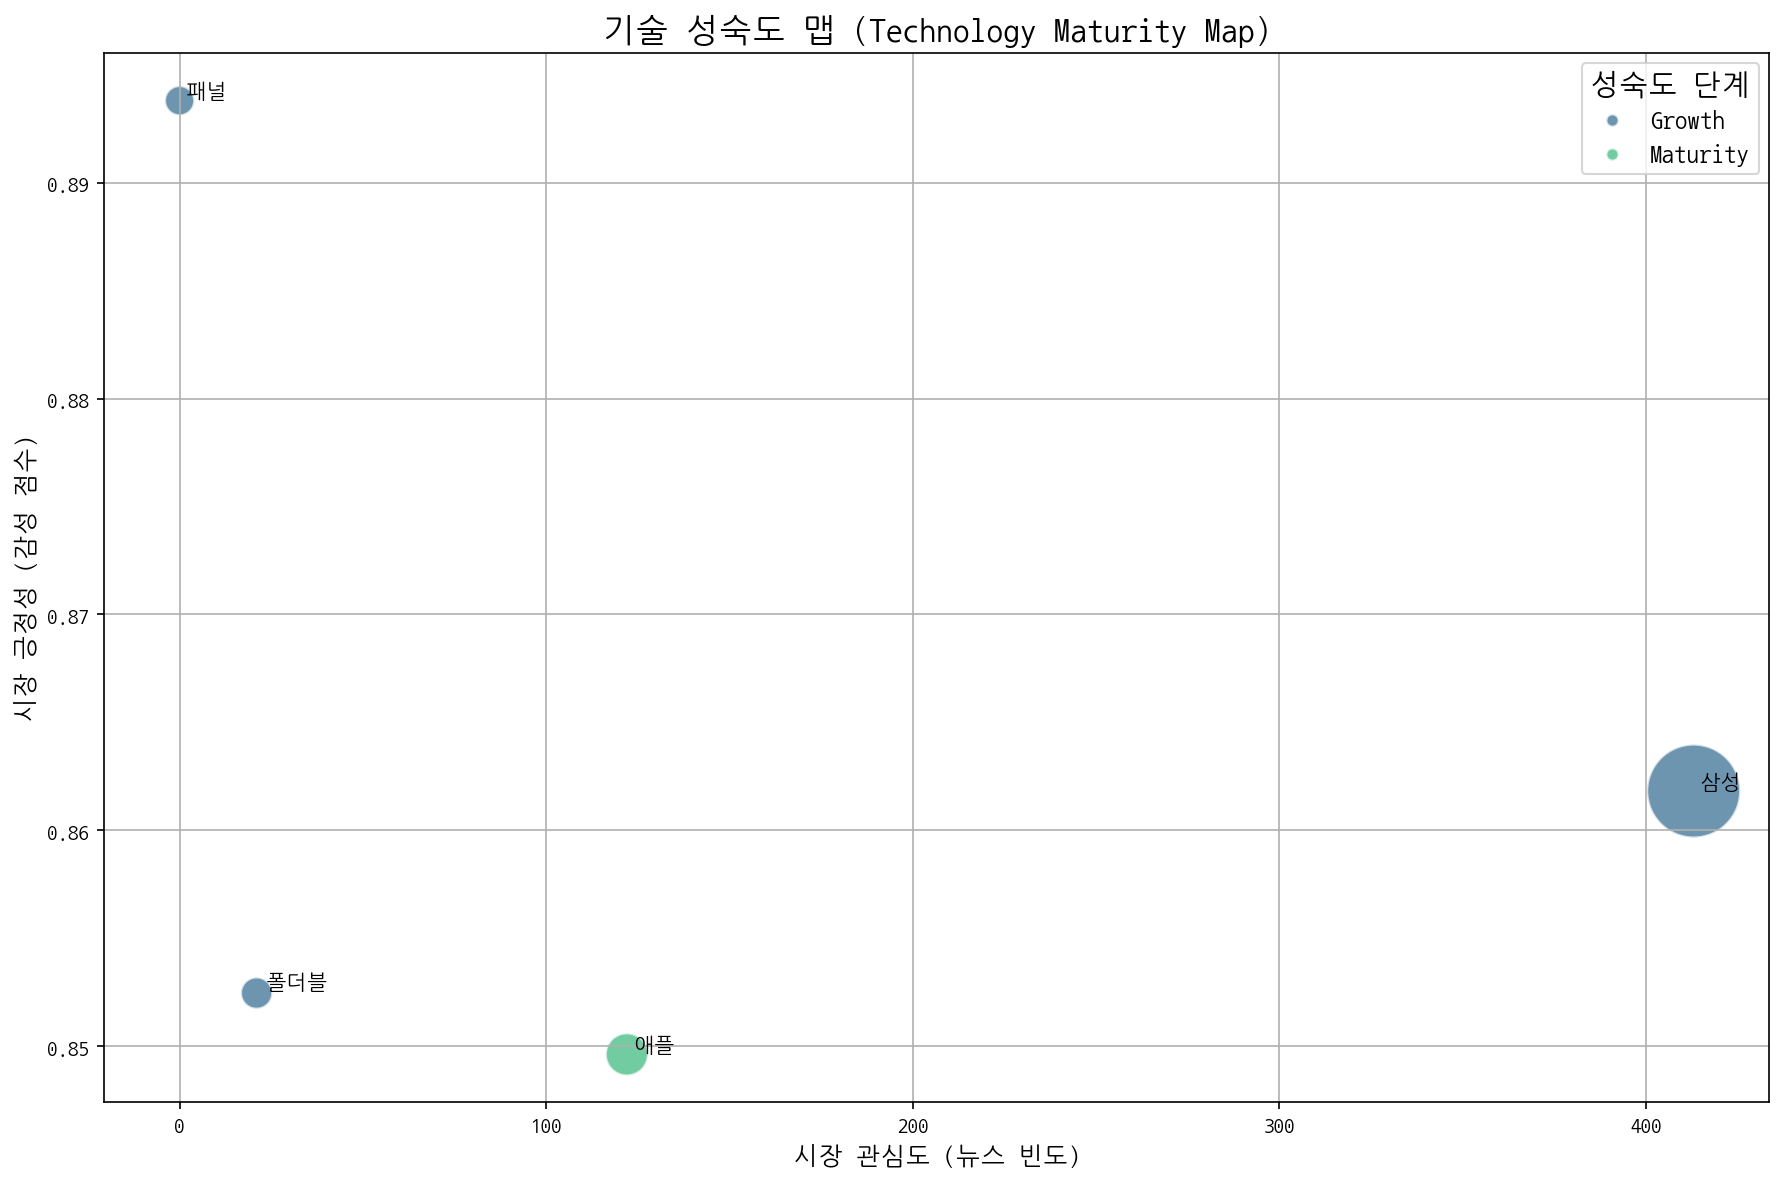 기술 성숙도 맵 (Technology Maturity Map)
성숙도 단계
Growth
Maturity
패널
삼성
폴더블
애플
시장 긍정성 (감성 점수)
0.89
0.88
0.87
0.86
0.85
0
100
200
300
400
시장 관심도 (뉴스 빈도)